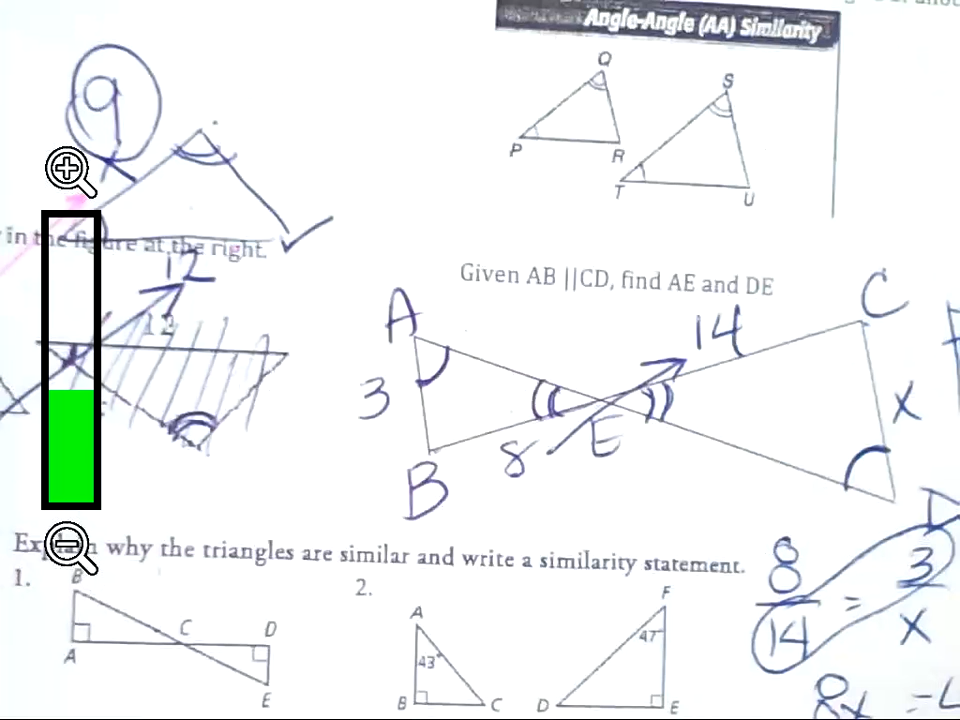 Angle-Angle (AA) Similarity
Q
S
P
R
T
U
9
in the figure at the right.
12
12
Given AB ||CD, find AE and DE
A
C
14
3
x
8
E
B
D
Explain why the triangles are similar and write a similarity statement.
8
14
=
3
x
8x =4
1.
B
C
D
A
E
2.
A
43°
B
C
F
47°
D
E